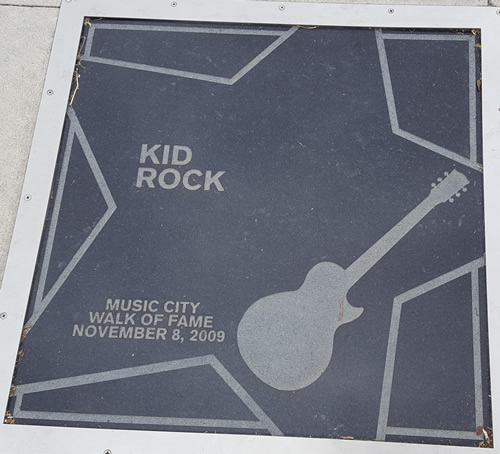 KID
ROCK
MUSIC CITY
WALK OF FAME
NOVEMBER 8, 2009